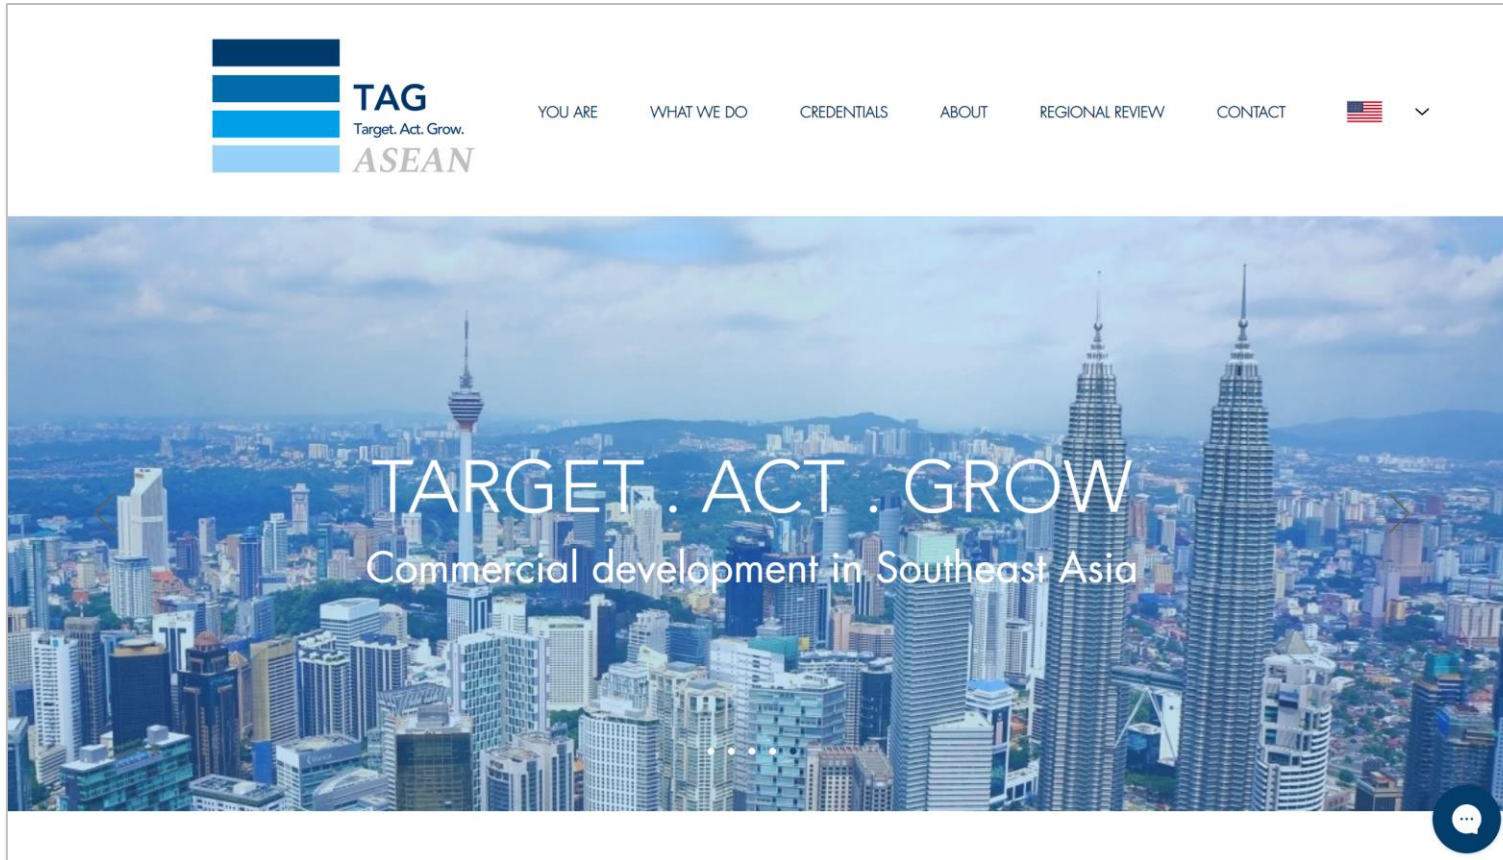 TAG
Target. Act. Grow.
ASEAN
YOU ARE
WHAT WE DO
CREDENTIALS
ABOUT
REGIONAL REVIEW
CONTACT
TARGET . ACT . GROW
Commercial development in Southeast Asia